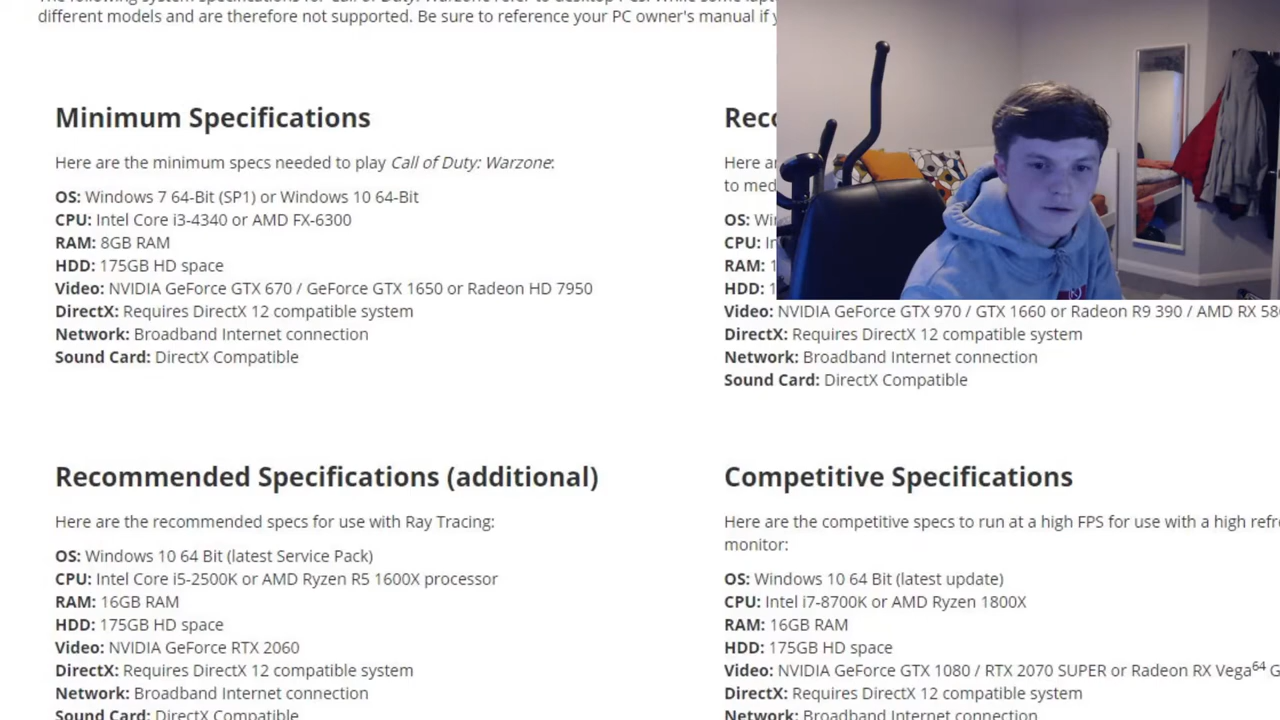 different models and are therefore not supported. Be sure to reference your PC owner's manual if
Minimum Specifications
Here are the minimum specs needed to play Call of Duty: Warzone:
OS: Windows 7 64-Bit (SP1) or Windows 10 64-Bit
CPU: Intel Core i3-4340 or AMD FX-6300
RAM: 8GB RAM
HDD: 175GB HD space
Video: NVIDIA GeForce GTX 670 / GeForce GTX 1650 or Radeon HD 7950
DirectX: Requires DirectX 12 compatible system
Network: Broadband Internet connection
Sound Card: DirectX Compatible
Here
to
OS:
CPU:
RAM:
HDD:
Video: NVIDIA GeForce GTX 970 / GTX 1660 or Radeon R9 390 / AMD RX 58
DirectX: Requires DirectX 12 compatible system
Network: Broadband Internet connection
Sound Card: DirectX Compatible
Recommended Specifications (additional)
Here are the recommended specs for use with Ray Tracing:
OS: Windows 10 64 Bit (latest Service Pack)
CPU: Intel Core i5-2500K or AMD Ryzen R5 1600X processor
RAM: 16GB RAM
HDD: 175GB HD space
Video: NVIDIA GeForce RTX 2060
DirectX: Requires DirectX 12 compatible system
Network: Broadband Internet connection
Sound Card: DirectX Compatible
Competitive Specifications
Here are the competitive specs to run at a high FPS for use with a high refr
monitor:
OS: Windows 10 64 Bit (latest update)
CPU: Intel i7-8700K or AMD Ryzen 1800X
RAM: 16GB RAM
HDD: 175GB HD space
Video: NVIDIA GeForce GTX 1080 / RTX 2070 SUPER or Radeon RX Vega⁶⁴ G
DirectX: Requires DirectX 12 compatible system
Network: Broadband Internet connection